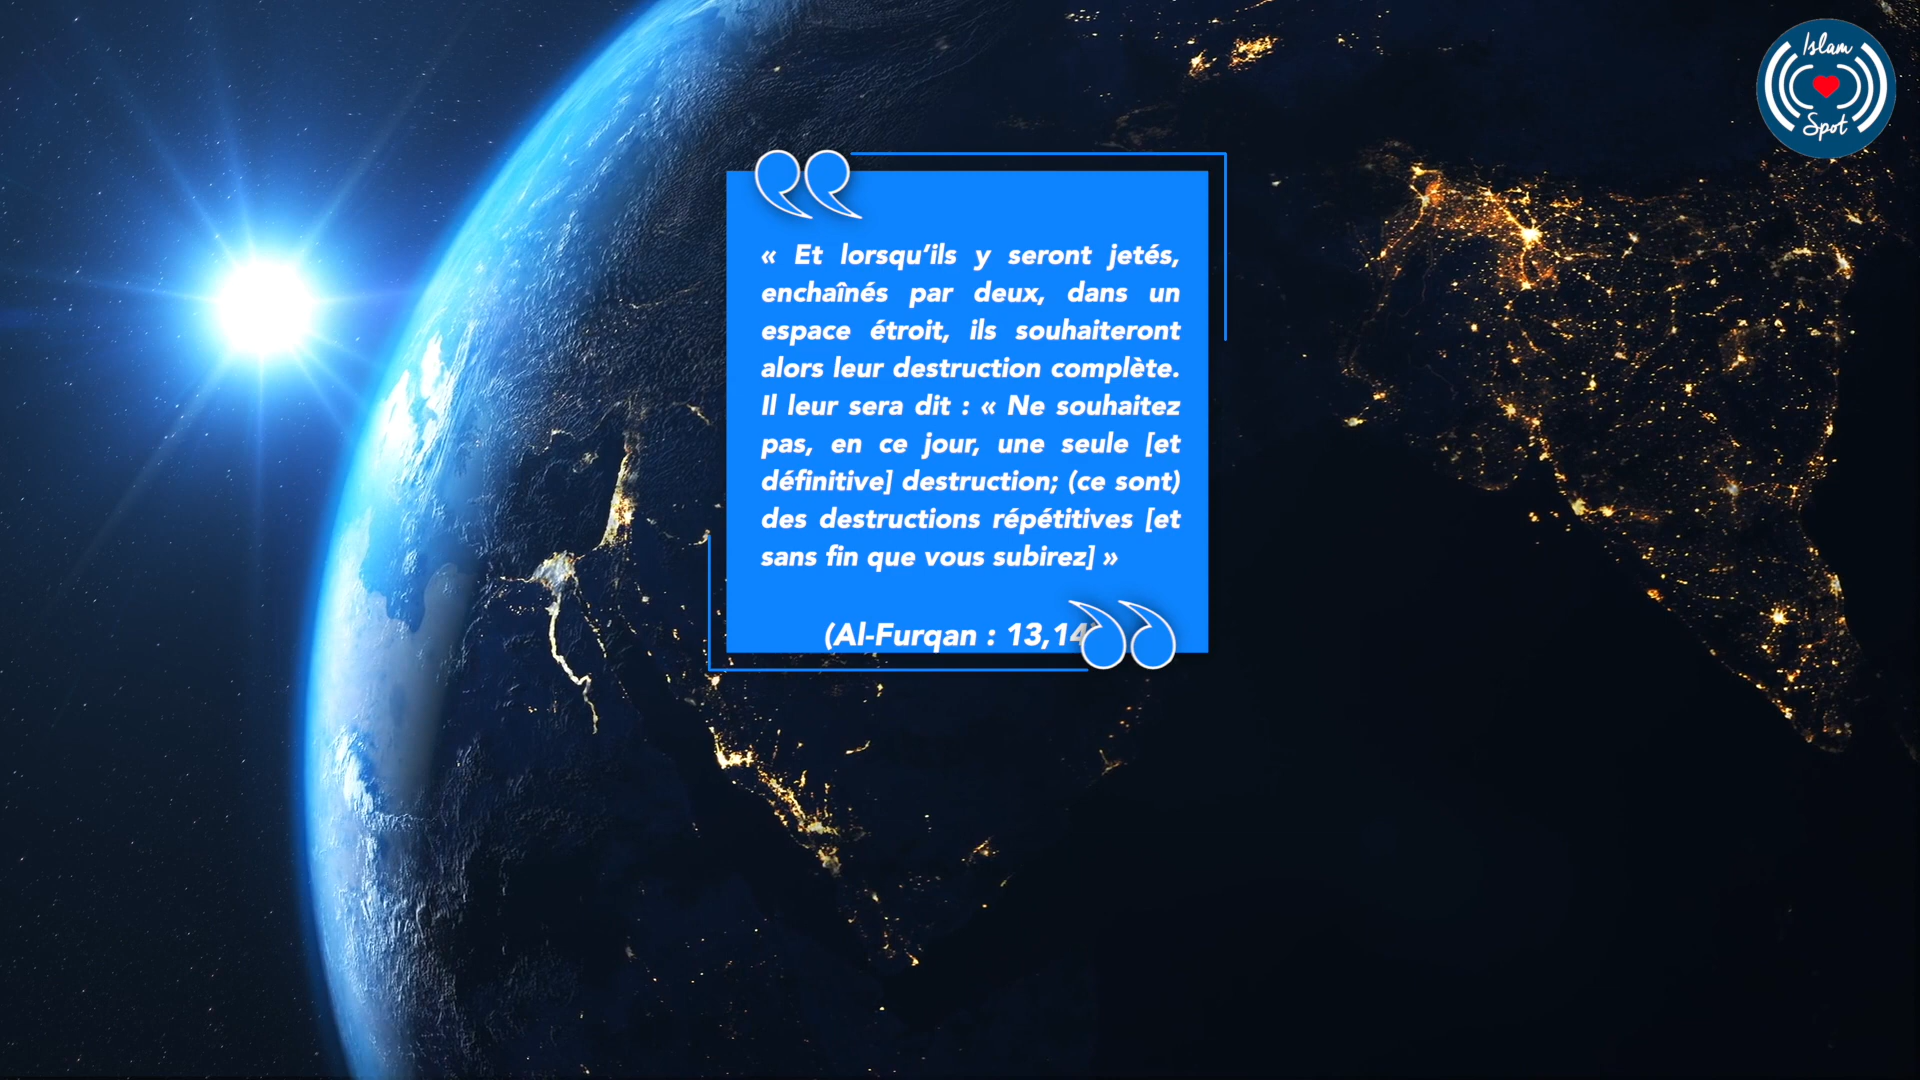 Islam
Spot
« Et lorsqu’ils y seront jetés,
enchaînés par deux, dans un
espace étroit, ils souhaiteront
alors leur destruction complète.
Il leur sera dit : « Ne souhaitez
pas, en ce jour, une seule [et
définitive] destruction; (ce sont)
des destructions répétitives [et
sans fin que vous subirez] »
(Al-Furqan : 13,14